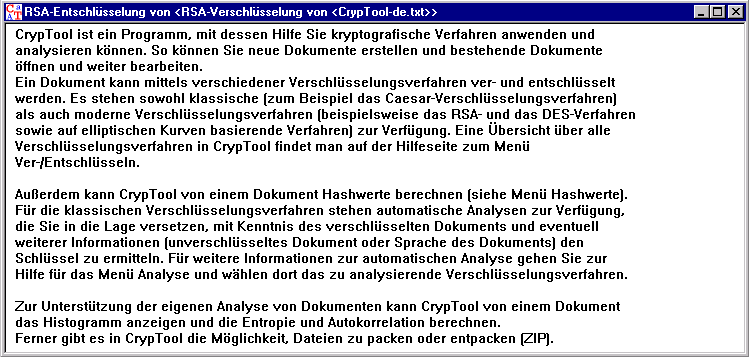 RSA-Entschlüsselung von <RSA-Verschlüsselung von <CrypTool-de.txt>>
CrypTool ist ein Programm, mit dessen Hilfe Sie kryptografische Verfahren anwenden und
analysieren können. So können Sie neue Dokumente erstellen und bestehende Dokumente
öffnen und weiter bearbeiten.
Ein Dokument kann mittels verschiedener Verschlüsselungsverfahren ver- und entschlüsselt
werden. Es stehen sowohl klassische (zum Beispiel das Caesar-Verschlüsselungsverfahren)
als auch moderne Verschlüsselungsverfahren (beispielsweise das RSA- und das DES-Verfahren
sowie auf elliptischen Kurven basierende Verfahren) zur Verfügung. Eine Übersicht über alle
Verschlüsselungsverfahren in CrypTool findet man auf der Hilfeseite zum Menü
Ver-/Entschlüsseln.
Außerdem kann CrypTool von einem Dokument Hashwerte berechnen (siehe Menü Hashwerte).
Für die klassischen Verschlüsselungsverfahren stehen automatische Analysen zur Verfügung,
die Sie in die Lage versetzen, mit Kenntnis des verschlüsselten Dokuments und eventuell
weiterer Informationen (unverschlüsseltes Dokument oder Sprache des Dokuments) den
Schlüssel zu ermitteln. Für weitere Informationen zur automatischen Analyse gehen Sie zur
Hilfe für das Menü Analyse und wählen dort das zu analysierende Verschlüsselungsverfahren.
Zur Unterstützung der eigenen Analyse von Dokumenten kann CrypTool von einem Dokument
das Histogramm anzeigen und die Entropie und Autokorrelation berechnen.
Ferner gibt es in CrypTool die Möglichkeit, Dateien zu packen oder entpacken (ZIP).